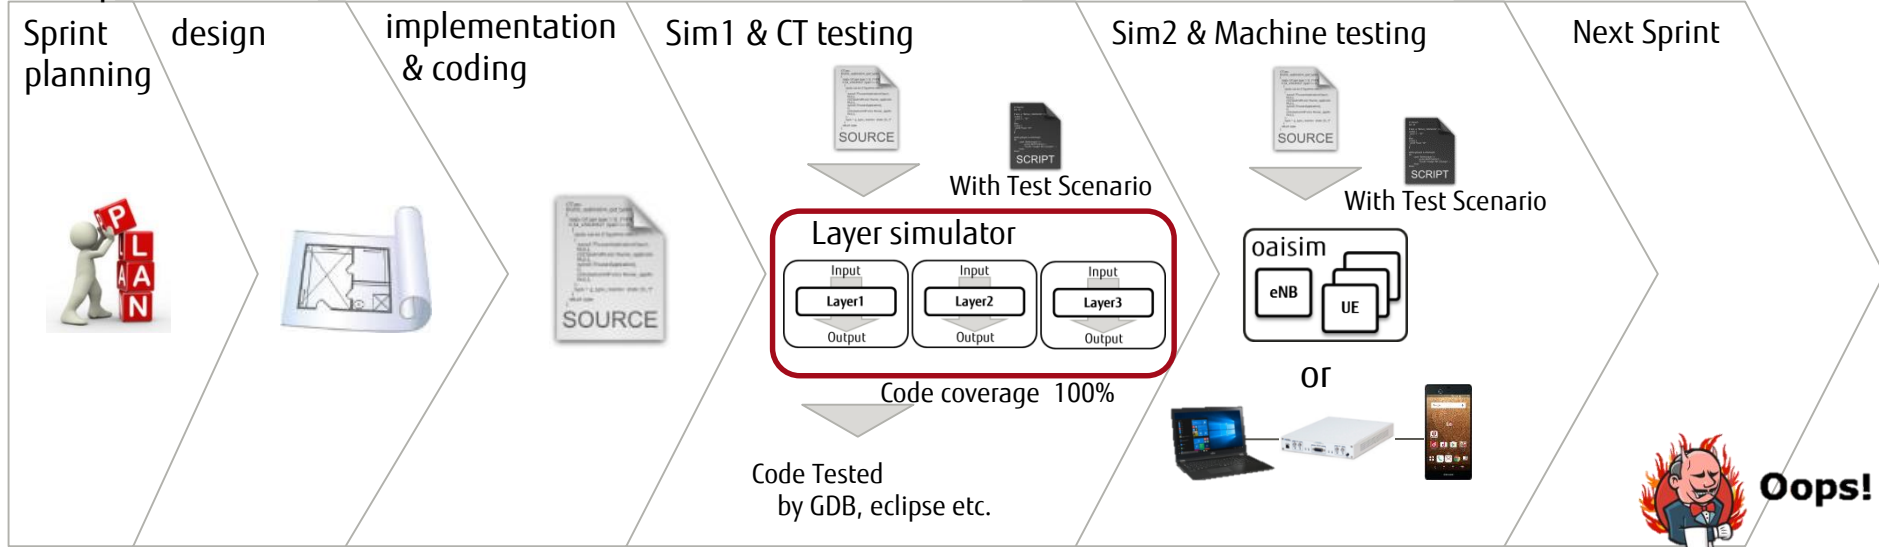 Sprint
planning
design
implementation
& coding
Sim1 & CT testing
Sim2 & Machine testing
Next Sprint
P
L
A A
N
SOURCE
SOURCE
SCRIPT
With Test Scenario
Layer simulator
Input
Layer1
Output
Input
Layer2
Output
Input
Layer3
Output
Code coverage 100%
Code Tested
by GDB, eclipse etc.
SOURCE
SCRIPT
With Test Scenario
oaisim
eNB
UE
or
Oops!